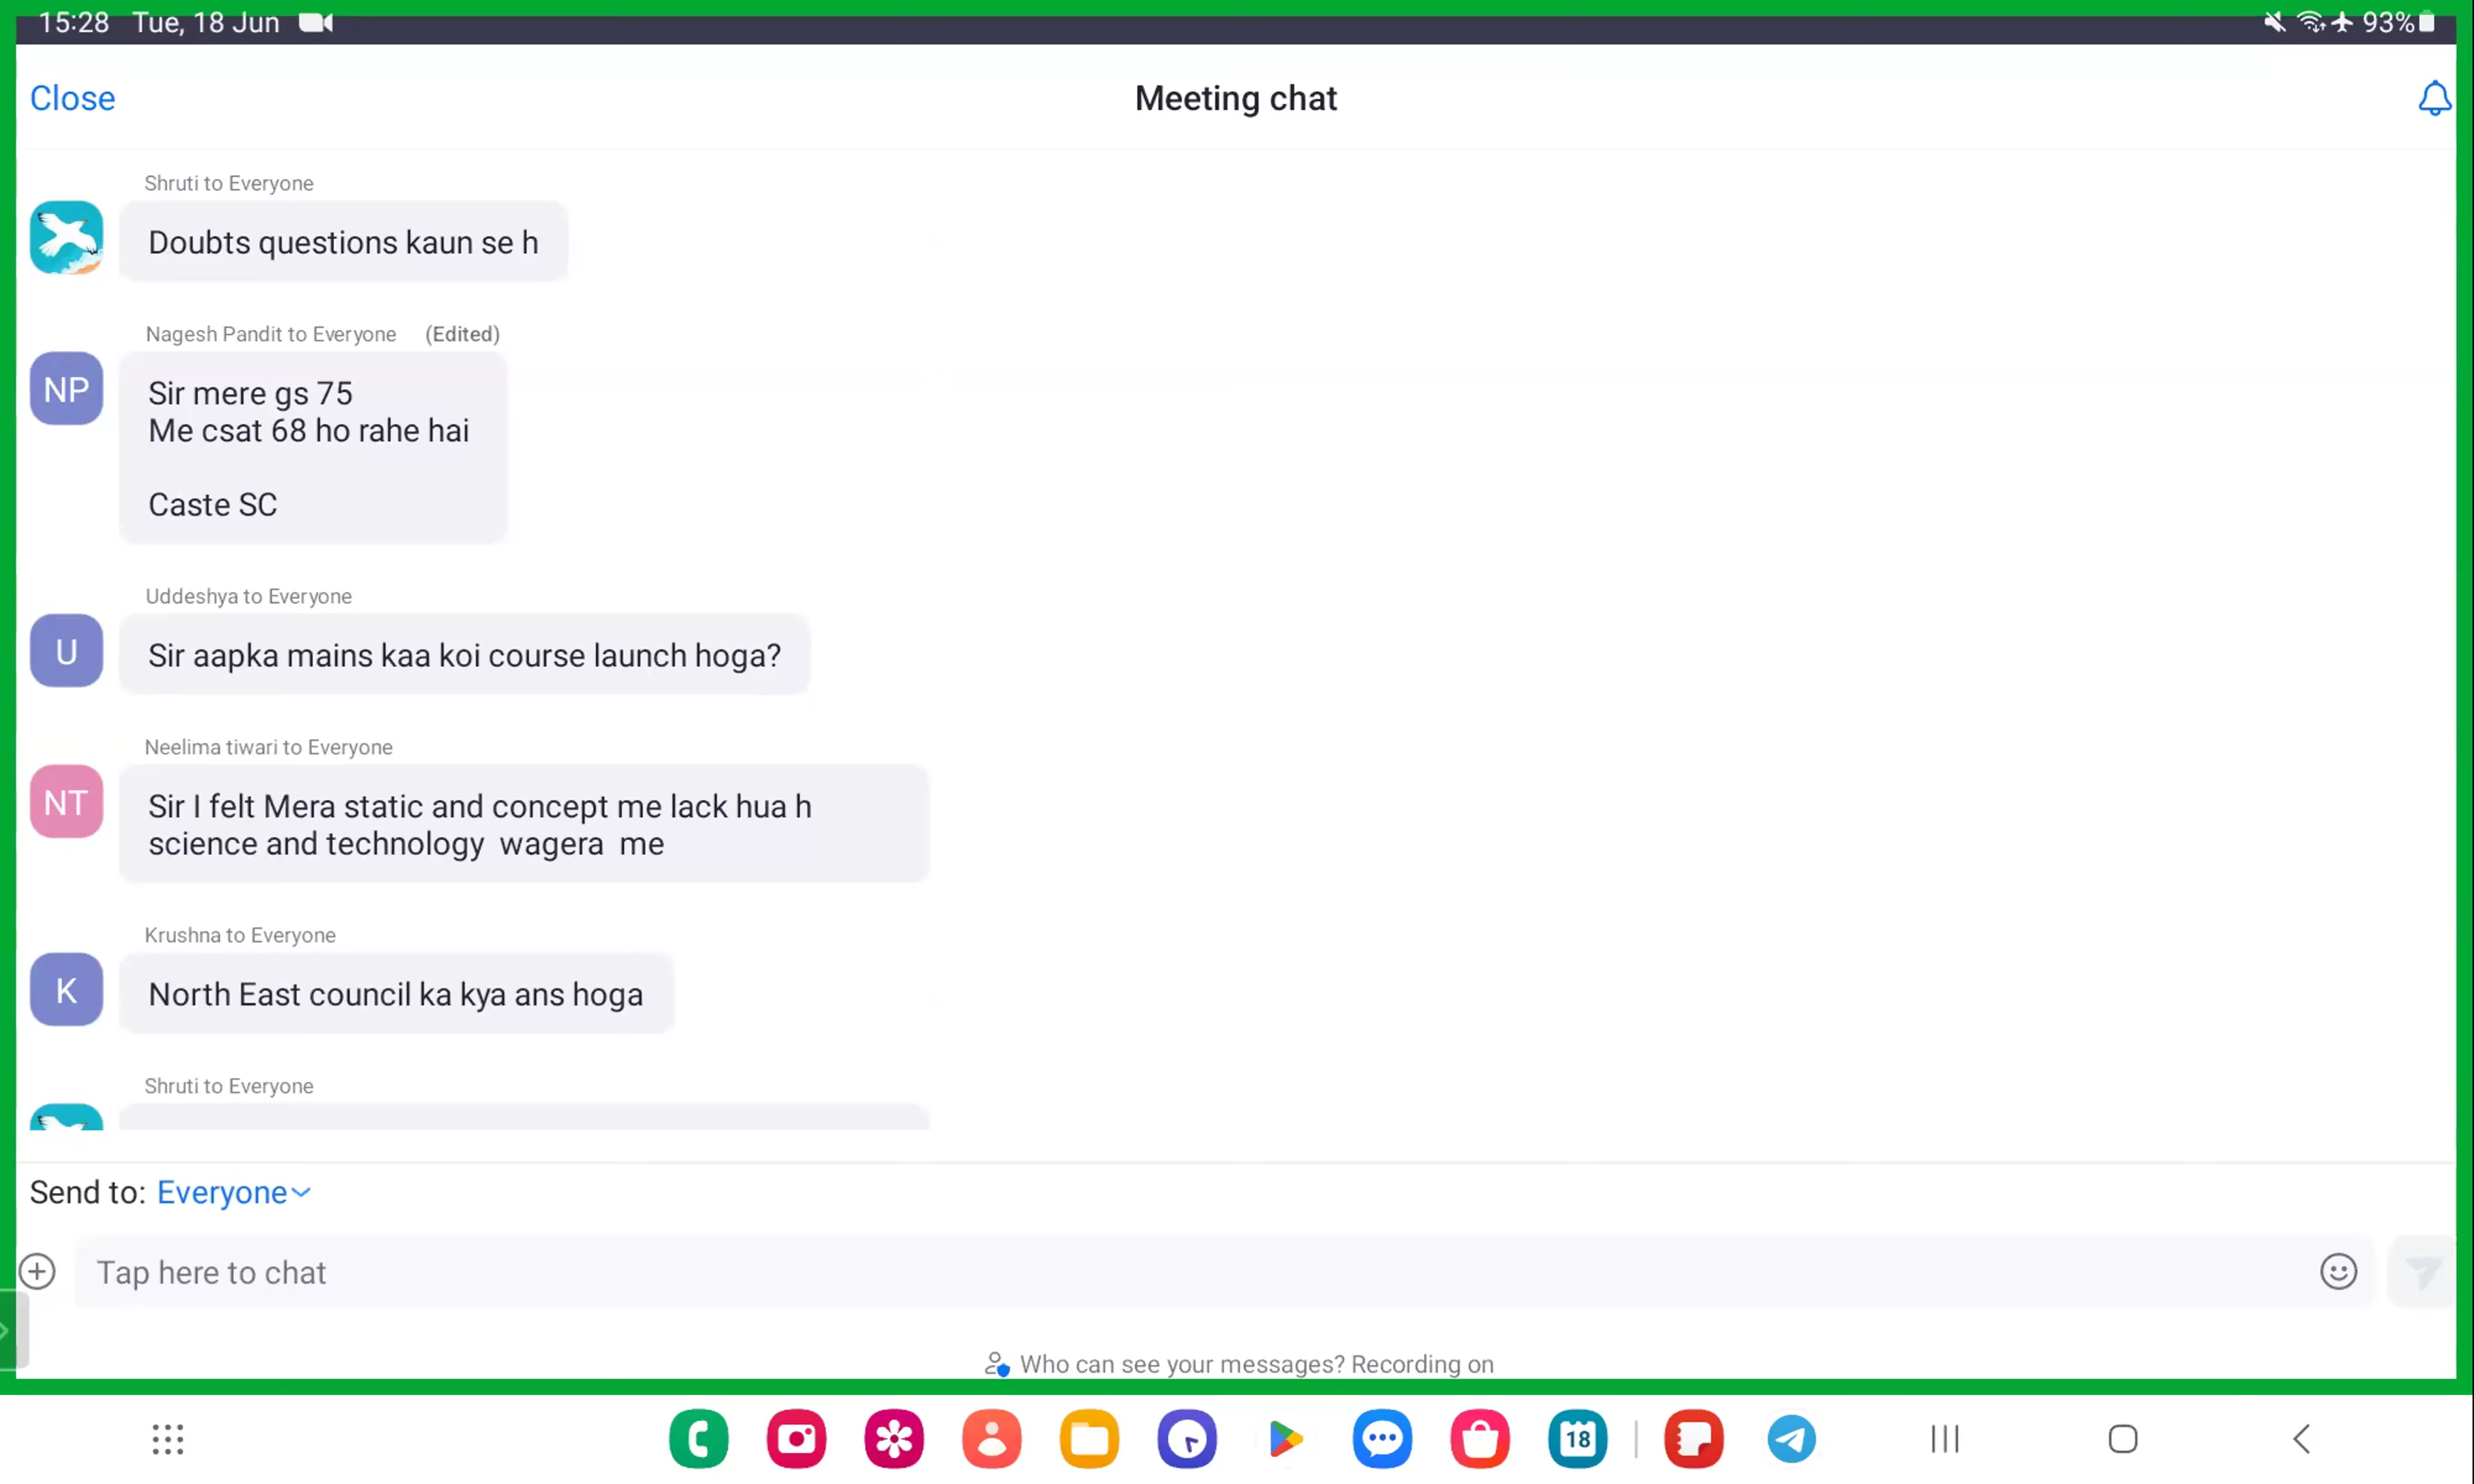 15:28 Tue, 18 Jun 93%
Close Meeting chat
Shruti to Everyone
Doubts questions kaun se h
Nagesh Pandit to Everyone (Edited)
NP
Sir mere gs 75
Me csat 68 ho rahe hai
Caste SC
Uddeshya to Everyone
U
Sir aapka mains kaa koi course launch hoga?
Neelima tiwari to Everyone
NT
Sir I felt Mera static and concept me lack hua h
science and technology wagera me
Krushna to Everyone
K
North East council ka kya ans hoga
Shruti to Everyone
Send to: Everyone
Tap here to chat
Who can see your messages? Recording on
18